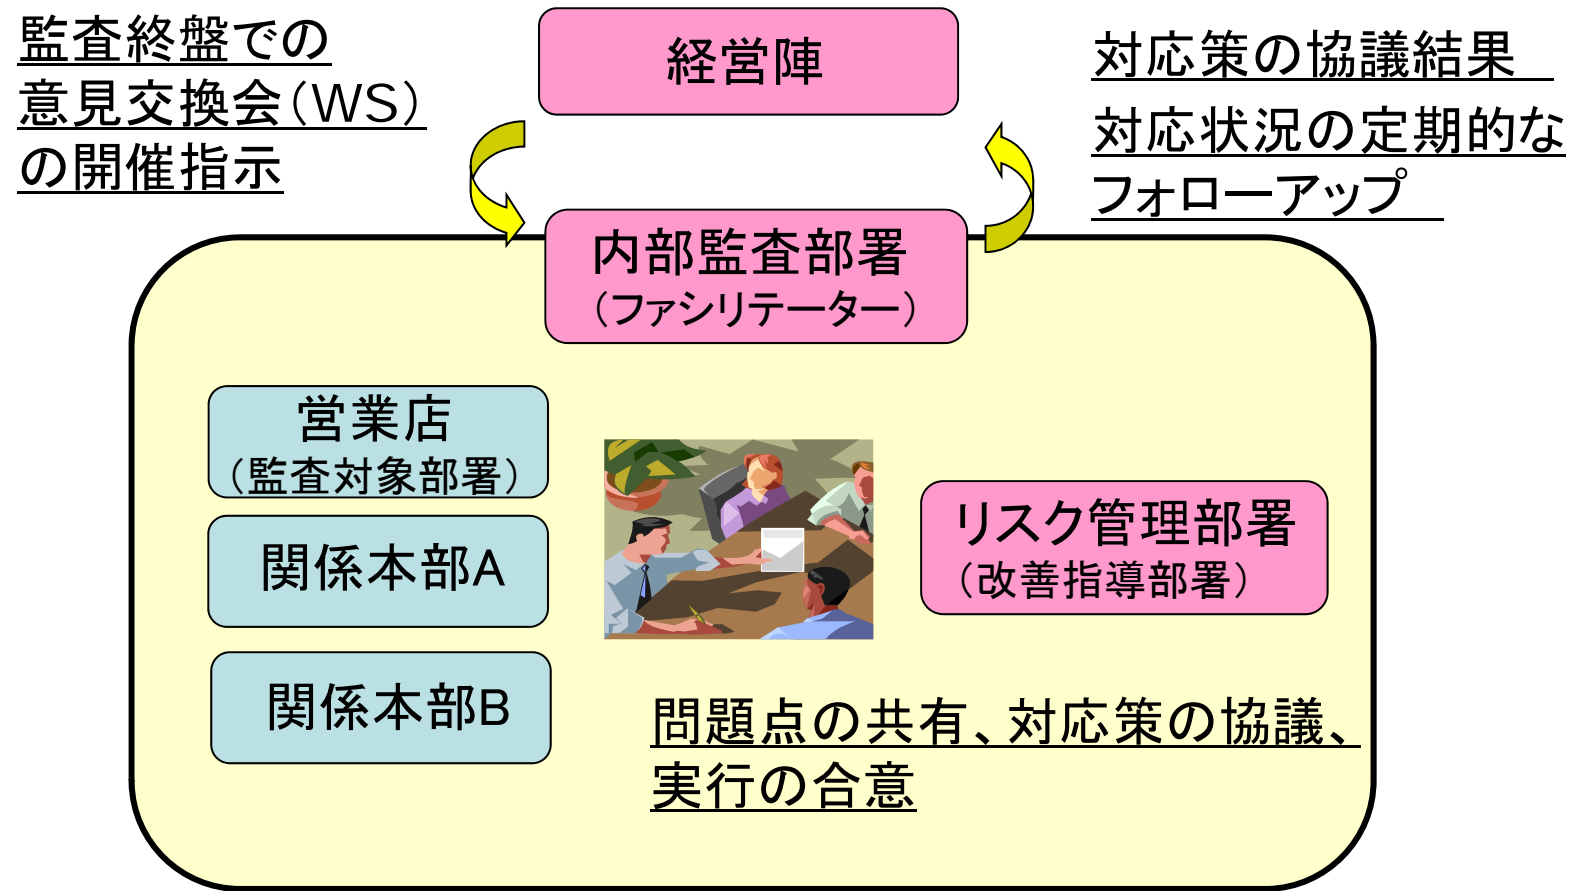 監査終盤での
意見交換会（WS）
の開催指示
経営陣
対応策の協議結果
対応状況の定期的な
フォローアップ
内部監査部署
（ファシリテーター）
営業店
（監査対象部署）
関係本部A
関係本部B
リスク管理部署
（改善指導部署）
問題点の共有、対応策の協議、
実行の合意